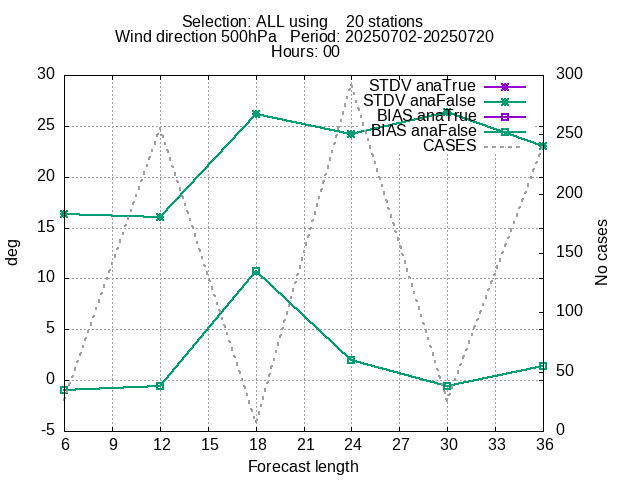 Selection: ALL using    20 stations
Wind direction 500hPa   Period: 20250702-20250720
Hours: 00
30
25
20
15
10
5
0
-5
deg
STDV anaTrue
STDV anaFalse
BIAS anaTrue
BIAS anaFalse
CASES
300
250
200
150
100
50
0
No cases
6 9 12 15 18 21 24 27 30 33 36
Forecast length